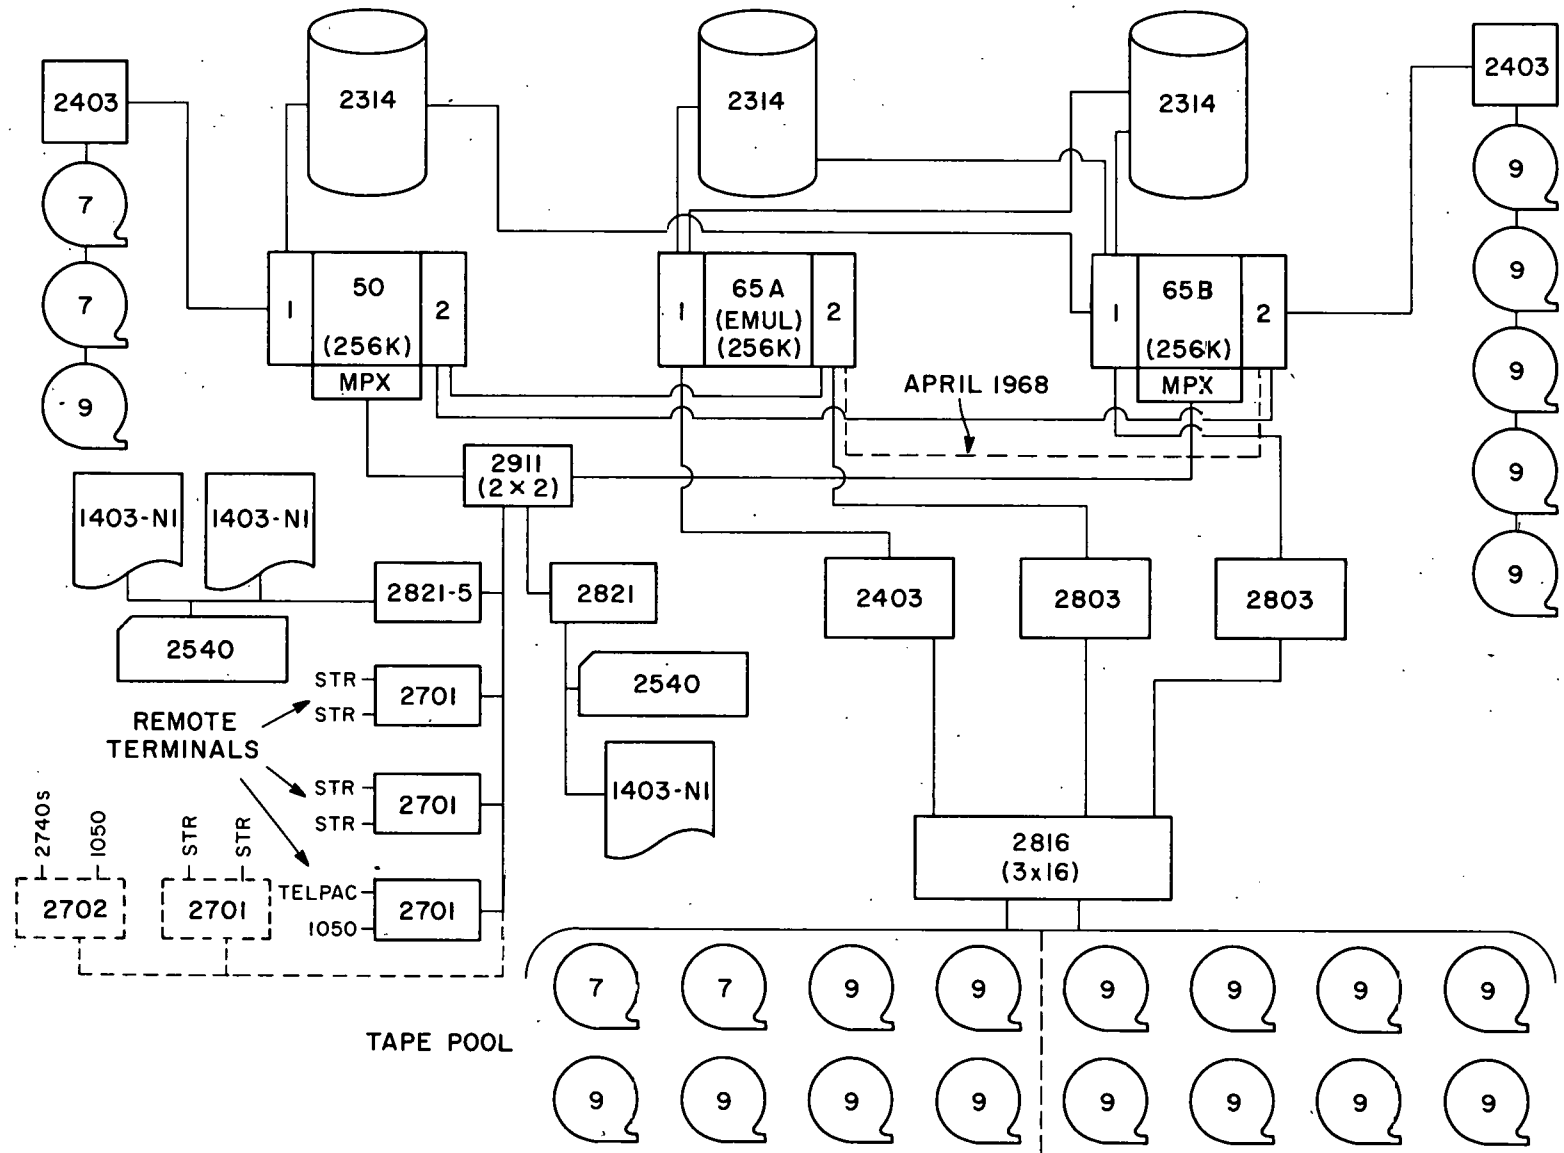 2403
2314
2314
2314
2403
7
7
9
9
9
9
9
9
1
50
(256K)
2
MPX
1
65A
(EMUL)
(256K)
2
1
65B
(256K)
2
MPX
APRIL 1968
2911
(2×2)
1403-N1
1403-N1
2821-5
2540
2821
2540
1403-N1
2403
2803
2803
STR
STR
2701
REMOTE
TERMINALS
STR
STR
2701
2740s
1050
STR
STR
2702
2701
TELPAC
1050
2701
2816
(3x16)
TAPE POOL
7
7
9
9
9
9
9
9
9
9
9
9
9
9
9
9